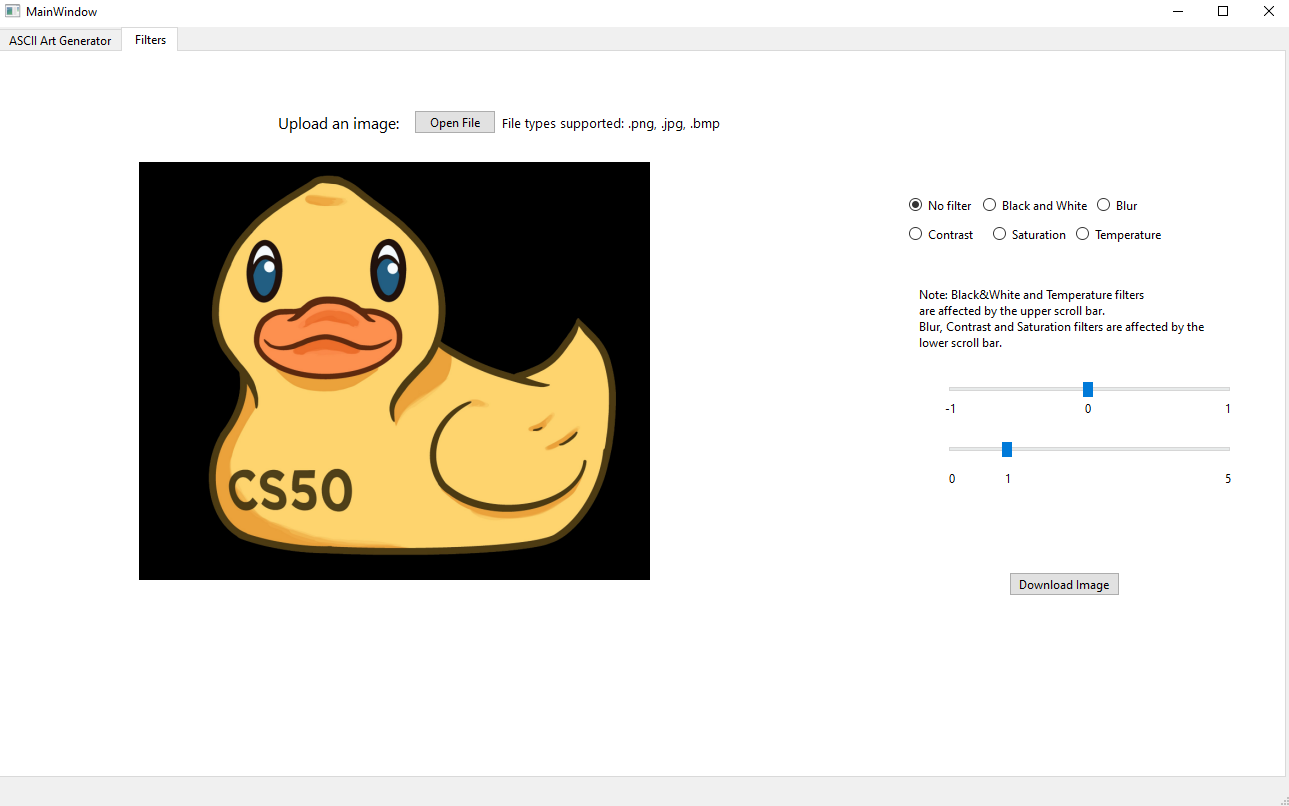 MainWindow
ASCII Art Generator Filters
Upload an image: Open File File types supported: .png, .jpg, .bmp
No filter Black and White Blur
Contrast Saturation Temperature
Note: Black&White and Temperature filters
are affected by the upper scroll bar.
Blur, Contrast and Saturation filters are affected by the
lower scroll bar.
-1 0 1
0 1 5
CS50
Download Image